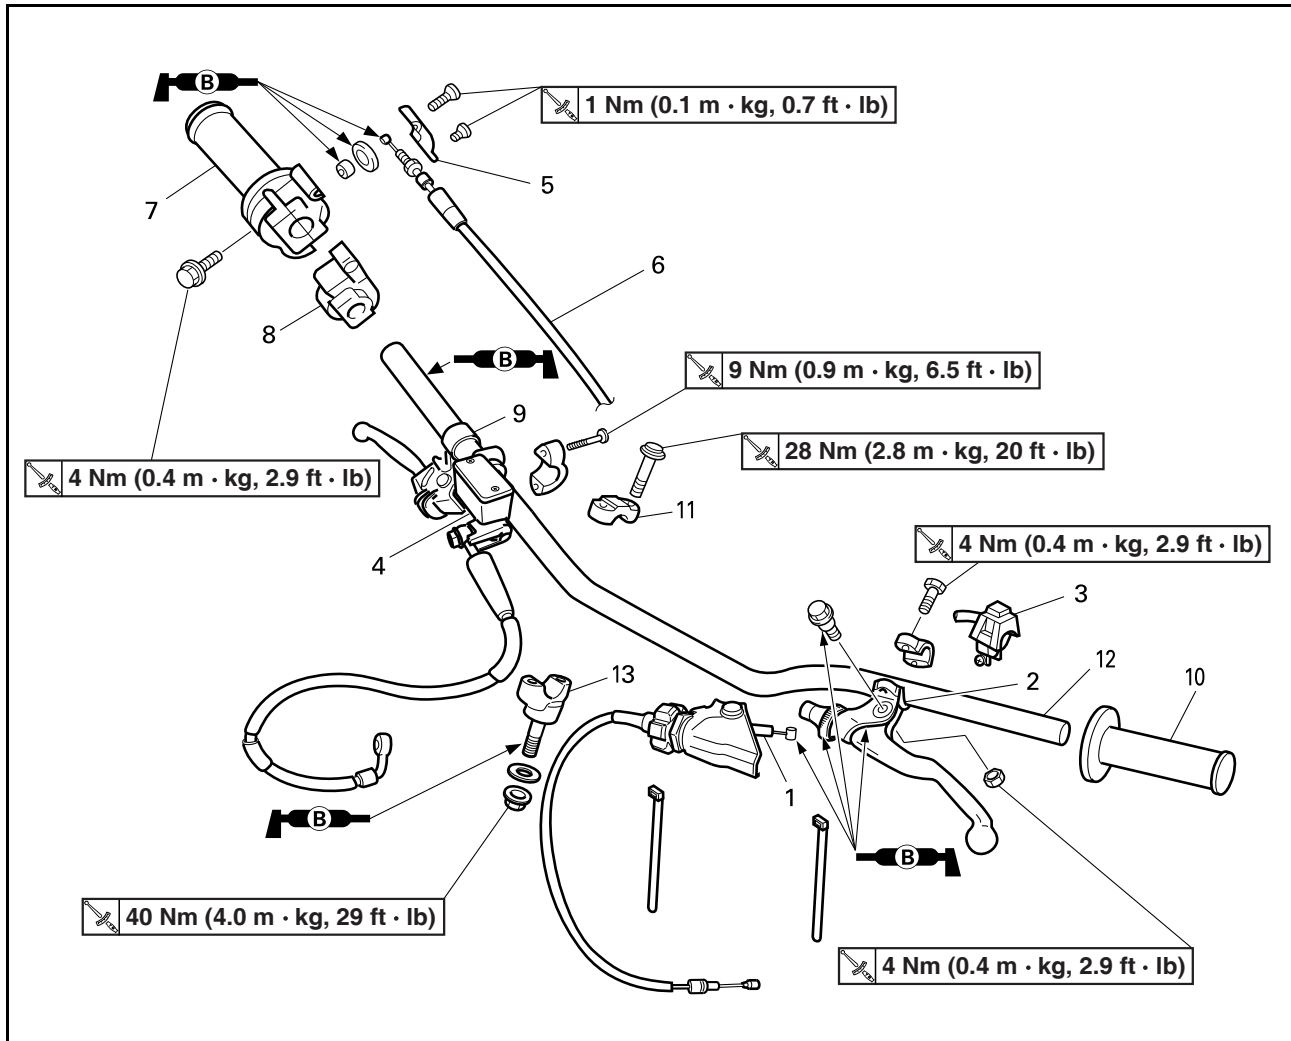 B
1 Nm (0.1 m · kg, 0.7 ft · lb)
5
7
6
8
B
9 Nm (0.9 m · kg, 6.5 ft · lb)
9
28 Nm (2.8 m · kg, 20 ft · lb)
4 Nm (0.4 m · kg, 2.9 ft · lb)
11
4 Nm (0.4 m · kg, 2.9 ft · lb)
4
3
12
13
2
10
1
B
B
40 Nm (4.0 m · kg, 29 ft · lb)
4 Nm (0.4 m · kg, 2.9 ft · lb)